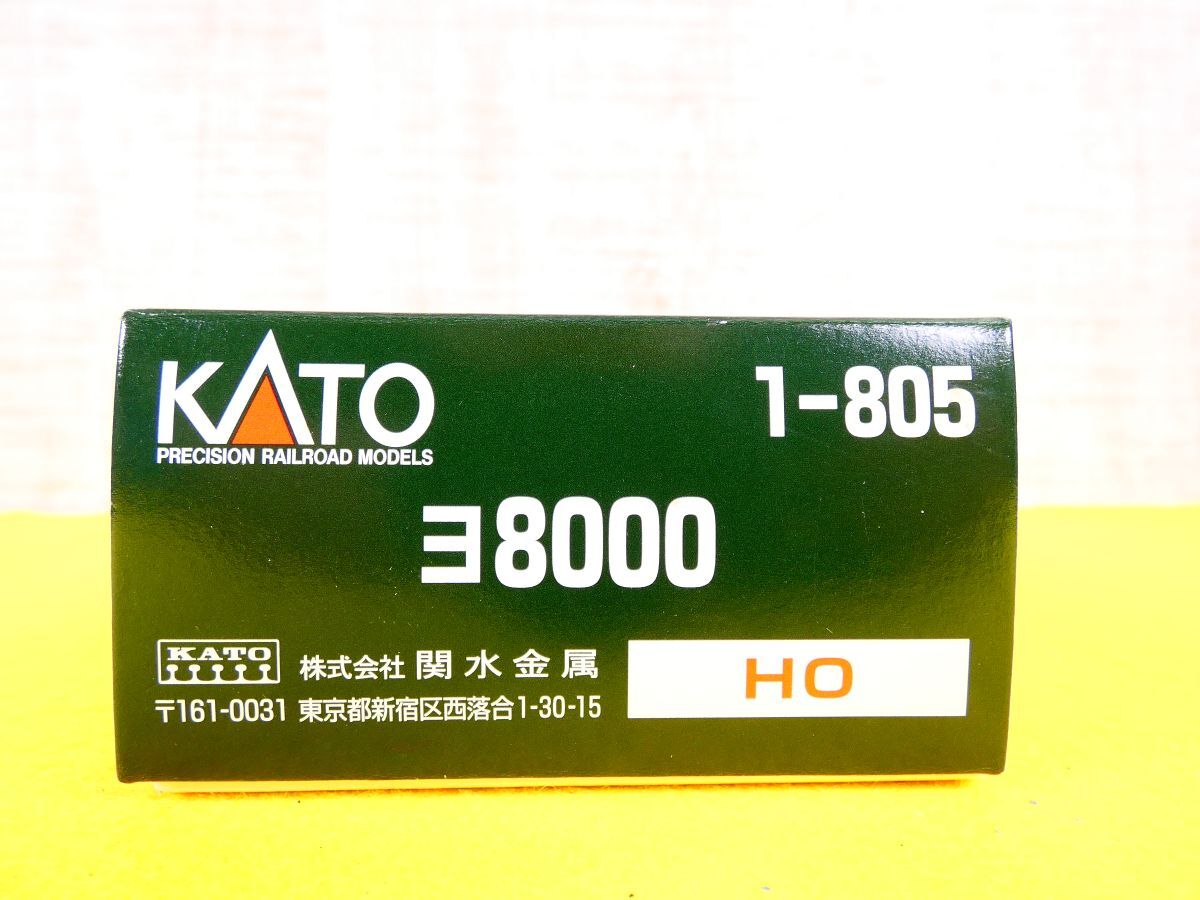 KATO
PRECISION RAILROAD MODELS
1-805
ヨ8000
KATO 株式会社 関水金属
〒161-0031 東京都新宿区西落合1-30-15
HO